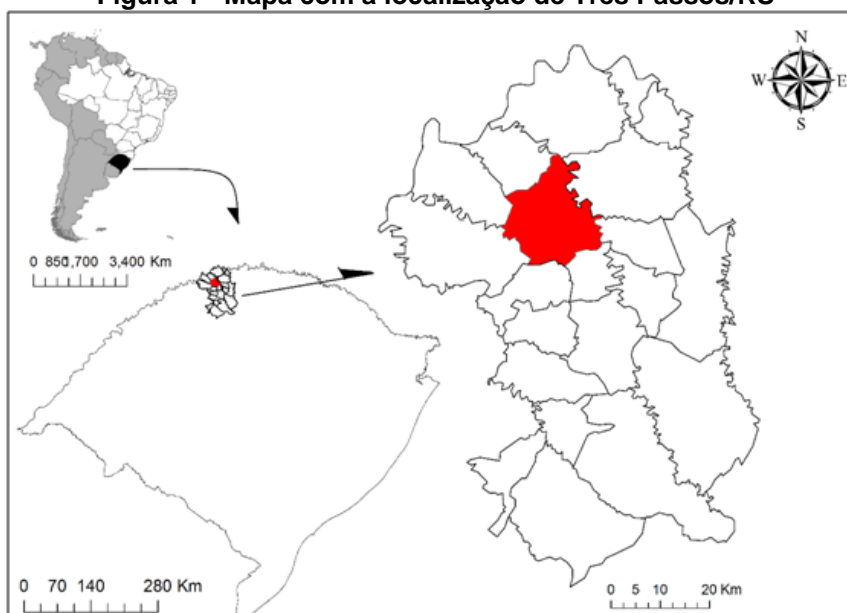 Figura 1 - Mapa com a localização de Três Passos/RS
N
W E
S
0 850 1,700 3,400 Km
0 70 140 280 Km
0 5 10 20 KM